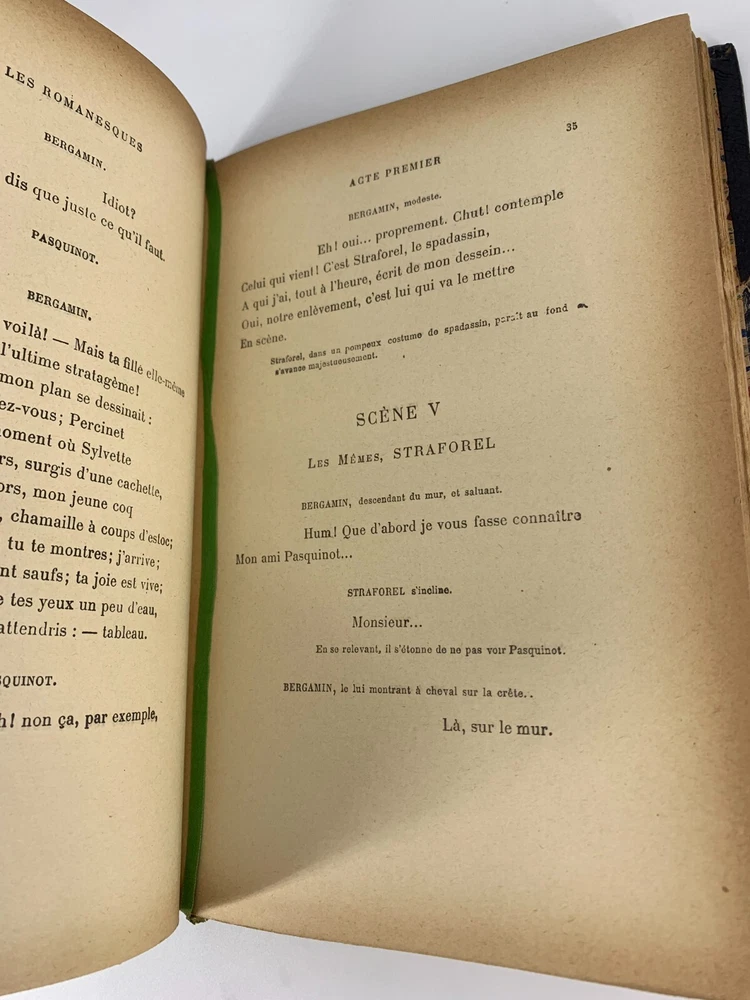 LES ROMANESQUES
BERGAMIN.
Idiot?
dis que juste ce qu'il faut.
PASQUINOT.
BERGAMIN.
voilà! — Mais ta fille elle-même
l'ultime stratagème!
mon plan se dessinait :
ez-vous; Percinet
moment où Sylvette
rs, surgis d'une cachette,
ors, mon jeune coq
, chamaille à coups d'estoc;
tu te montres; j'arrive;
nt saufs; ta joie est vive;
e tes yeux un peu d'eau,
attendris : — tableau.
SQUINOT.
h! non ça, par exemple,
35
ACTE PREMIER
BERGAMIN, modeste.
Eh! oui... proprement. Chut! contemple
Celui qui vient! C'est Straforel, le spadassin,
A qui j'ai, tout à l'heure, écrit de mon dessein...
Oui, notre enlèvement, c'est lui qui va le mettre
En scène.
Straforel, dans un pompeux costume de spadassin, paraît au fond
s'avance majestueusement.
SCÈNE V
LES MÊMES, STRAFOREL
BERGAMIN, descendant du mur, et saluant.
Hum! Que d'abord je vous fasse connaître
Mon ami Pasquinot...
STRAFOREL s'incline.
Monsieur...
En se relevant, il s'étonne de ne pas voir Pasquinot.
BERGAMIN, le lui montrant à cheval sur la crête..
Là, sur le mur.